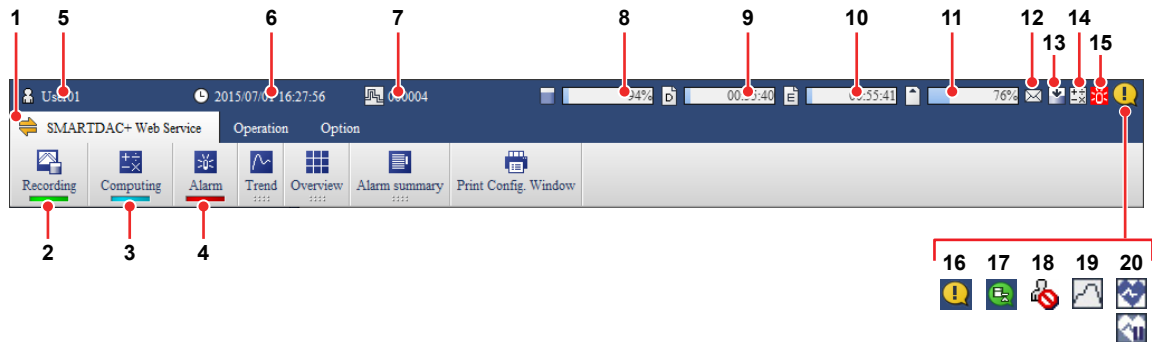 1 5 6 7 8 9 10 11 12 14
13 15
User01 2015/07/01 16:27:56 000004 94% D 00:55:40 E 00:55:41 76%
SMARTDAC+ Web Service Operation Option
Recording Computing Alarm Trend Overview Alarm summary Print Config. Window
2 3 4
16 17 18 19 20